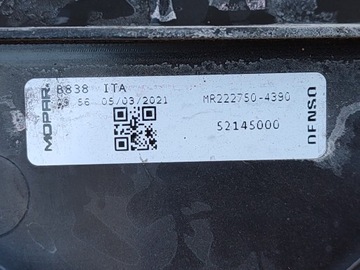 MOPAR
8838 ITA
56 05/03/2021
MR222750-4390
52145000
DENSO